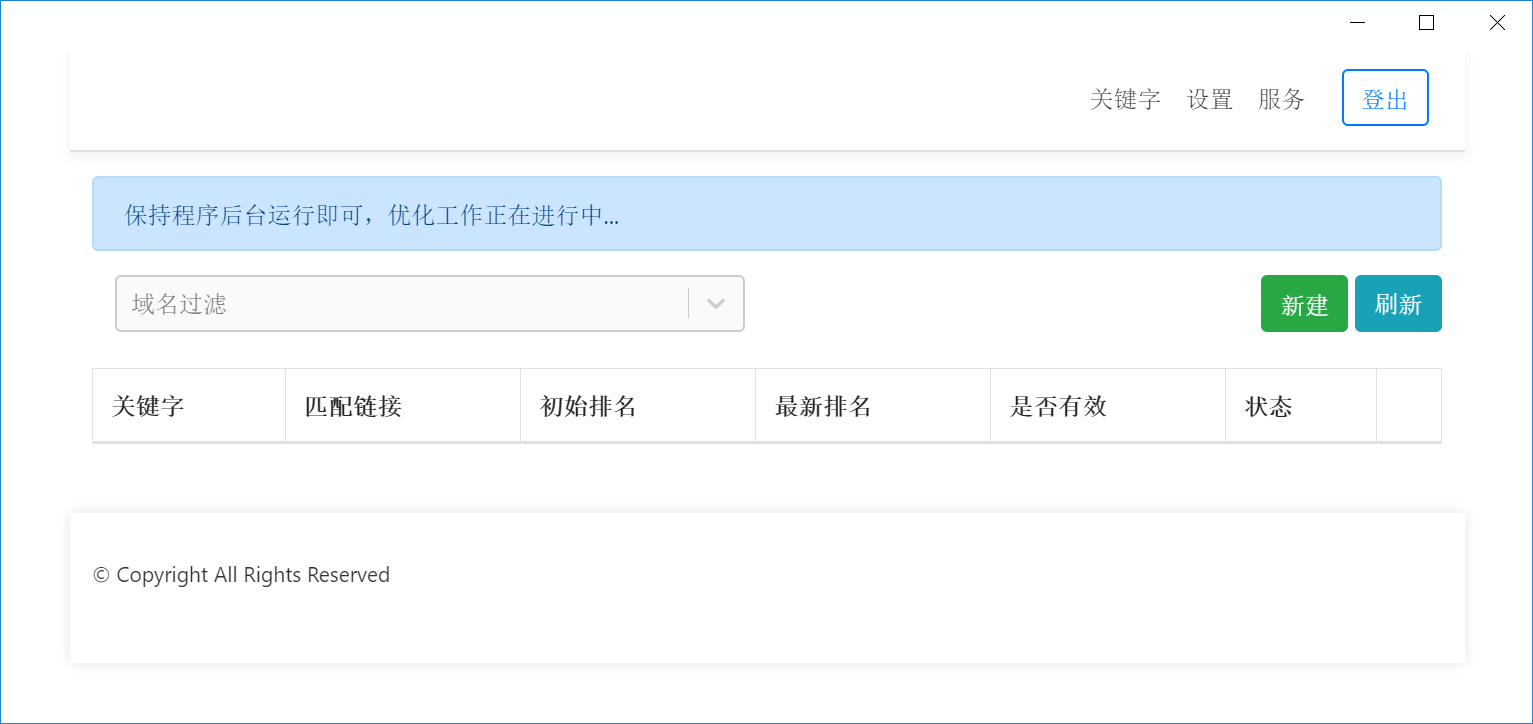 关键字 设置 服务 登出
保持程序后台运行即可，优化工作正在进行中...
域名过滤 新建 刷新
关键字 匹配链接 初始排名 最新排名 是否有效 状态
© Copyright All Rights Reserved